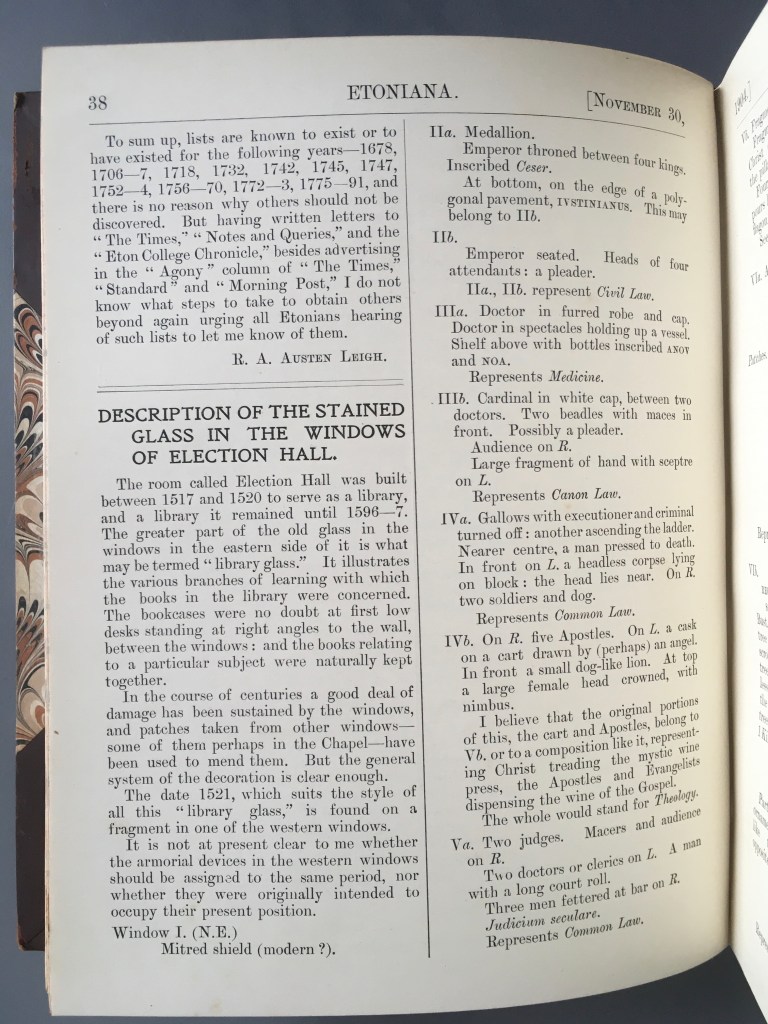 38
ETONIANA.
[NOVEMBER 30,
To sum up, lists are known to exist or to
have existed for the following years—1678,
1706—7, 1718, 1732, 1742, 1745, 1747,
1752—4, 1756—70, 1772—3, 1775—91, and
there is no reason why others should not be
discovered. But having written letters to
“ The Times,” “ Notes and Queries,” and the
“ Eton College Chronicle,” besides advertising
in the “ Agony ” column of “ The Times,”
“ Standard ” and “ Morning Post,” I do not
know what steps to take to obtain others
beyond again urging all Etonians hearing
of such lists to let me know of them.
R. A. AUSTEN LEIGH.
DESCRIPTION OF THE STAINED
GLASS IN THE WINDOWS
OF ELECTION HALL.
The room called Election Hall was built
between 1517 and 1520 to serve as a library,
and a library it remained until 1596—7.
The greater part of the old glass in the
windows in the eastern side of it is what
may be termed “ library glass.” It illustrates
the various branches of learning with which
the books in the library were concerned.
The bookcases were no doubt at first low
desks standing at right angles to the wall,
between the windows : and the books relating
to a particular subject were naturally kept
together.
In the course of centuries a good deal of
damage has been sustained by the windows,
and patches taken from other windows—
some of them perhaps in the Chapel—have
been used to mend them. But the general
system of the decoration is clear enough.
The date 1521, which suits the style of
all this “ library glass,” is found on a
fragment in one of the western windows.
It is not at present clear to me whether
the armorial devices in the western windows
should be assigned to the same period, nor
whether they were originally intended to
occupy their present position.
Window I. (N.E.)
Mitred shield (modern ?).
IIa. Medallion.
Emperor throned between four kings.
Inscribed Ceser.
At bottom, on the edge of a poly-
gonal pavement, IVSTINIANUS. This may
belong to IIb.
IIb.
Emperor seated. Heads of four
attendants : a pleader.
IIa., IIb. represent Civil Law.
IIIa. Doctor in furred robe and cap.
Doctor in spectacles holding up a vessel.
Shelf above with bottles inscribed ANOV
and NOA.
Represents Medicine.
IIIb. Cardinal in white cap, between two
doctors. Two beadles with maces in
front. Possibly a pleader.
Audience on R.
Large fragment of hand with sceptre
on L.
Represents Canon Law.
IVa. Gallows with executioner and criminal
turned off : another ascending the ladder.
Nearer centre, a man pressed to death.
In front on L. a headless corpse lying
on block : the head lies near. On R.
two soldiers and dog.
Represents Common Law.
IVb. On R. five Apostles. On L. a cask
on a cart drawn by (perhaps) an angel.
In front a small dog-like lion. At top
a large female head crowned, with
nimbus.
I believe that the original portions
of this, the cart and Apostles, belong to
Vb. or to a composition like it, represent-
ing Christ treading the mystic wine
press, the Apostles and Evangelists
dispensing the wine of the Gospel.
The whole would stand for Theology.
Va. Two judges. Macers and audience
on R.
Two doctors or clerics on L. A man
with a long court roll.
Three men fettered at bar on R.
Judicium seculare.
Represents Common Law.
1904.]